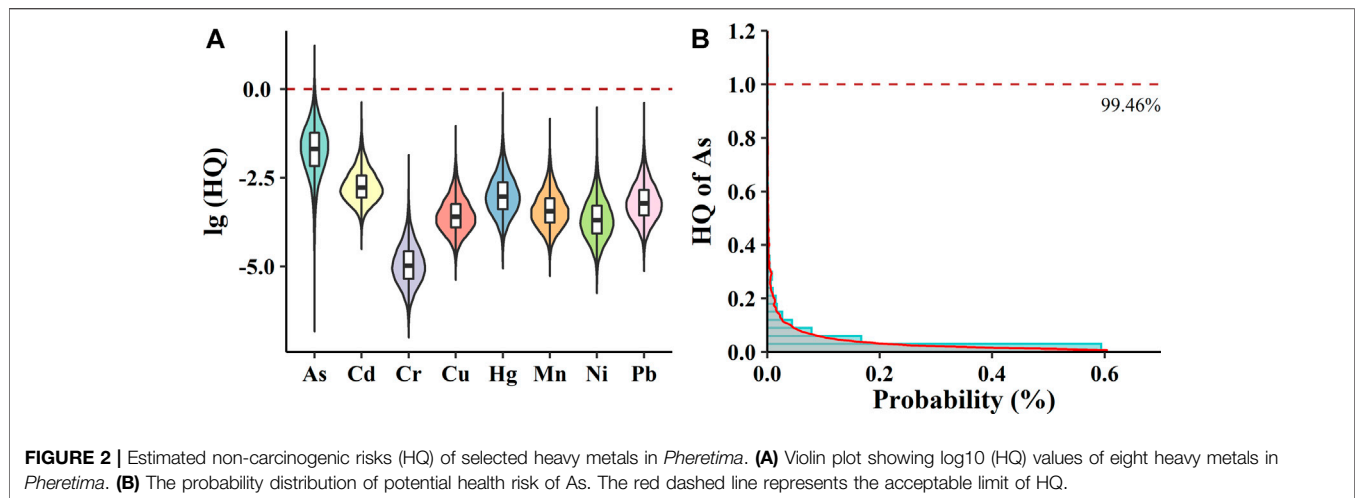 A
lg (HQ)
0.0
-2.5
-5.0
As Cd Cr Cu Hg Mn Ni Pb
B
HQ of As
1.2
1.0
0.8
0.6
0.4
0.2
0.0
99.46%
0.0 0.2 0.4 0.6
Probability (%)
FIGURE 2 | Estimated non-carcinogenic risks (HQ) of selected heavy metals in Pheretima. (A) Violin plot showing log10 (HQ) values of eight heavy metals in
Pheretima. (B) The probability distribution of potential health risk of As. The red dashed line represents the acceptable limit of HQ.